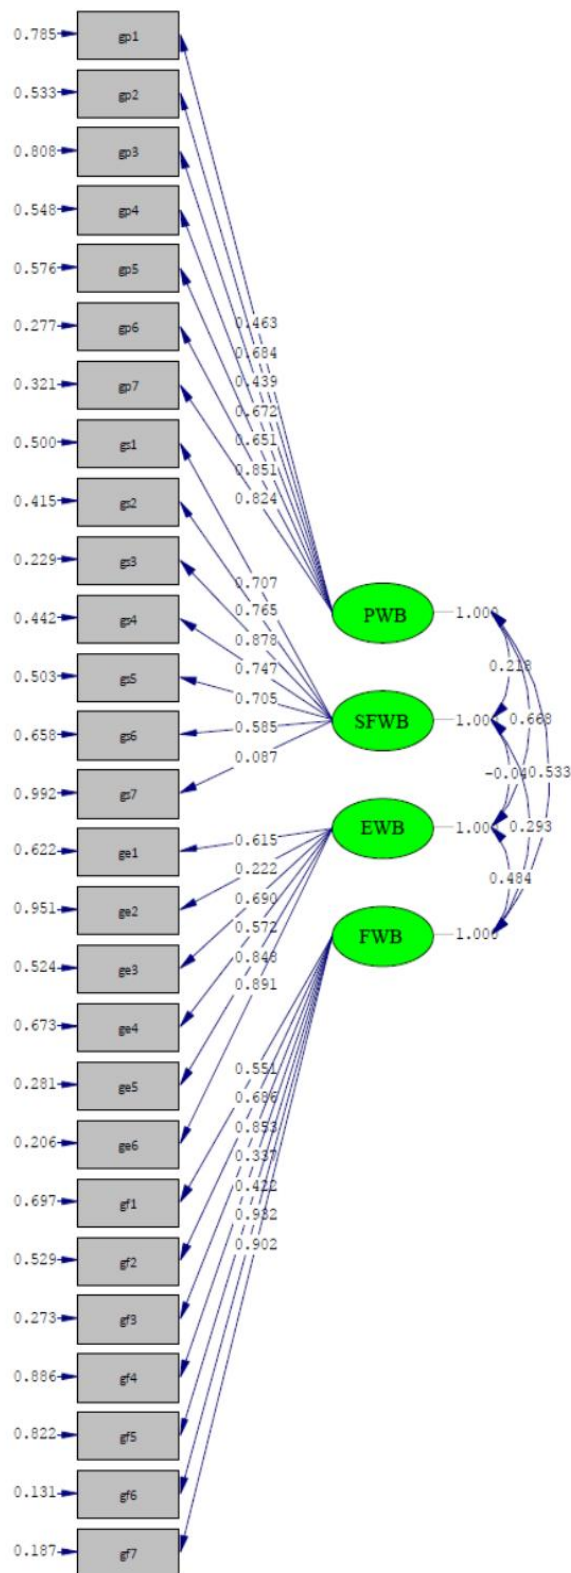 0.785 gp1
0.533 gp2
0.808 gp3
0.548 gp4
0.576 gp5
0.277 gp6
0.321 gp7
0.500 gs1
0.415 gs2
0.229 gs3
0.442 gs4
0.503 gs5
0.658 gs6
0.992 gs7
0.622 ge1
0.951 ge2
0.524 ge3
0.673 ge4
0.281 ge5
0.206 ge6
0.697 gf1
0.529 gf2
0.273 gf3
0.886 gf4
0.822 gf5
0.131 gf6
0.187 gf7
0.463
0.684
0.439
0.672
0.651
0.851
0.824
0.707
0.765
0.878
0.747
0.705
0.585
0.087
0.615
0.222
0.690
0.572
0.848
0.891
0.551
0.686
0.853
0.337
0.422
0.932
0.902
PWB 1.000
SFWB 1.000
EWB 1.000
FWB 1.000
0.218
0.668
0.533
0.293
0.484